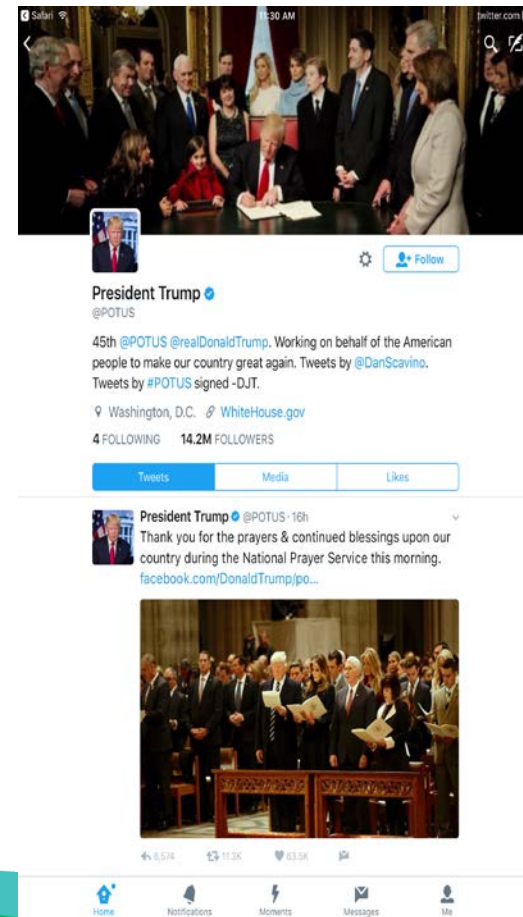 Safari
11:30 AM
twitter.com
Follow
President Trump
@POTUS
45th @POTUS @realDonaldTrump. Working on behalf of the American
people to make our country great again. Tweets by @DanScavino.
Tweets by #POTUS signed -DJT.
Washington, D.C. WhiteHouse.gov
4 FOLLOWING 14.2M FOLLOWERS
Tweets Media Likes
President Trump @POTUS · 16h
Thank you for the prayers & continued blessings upon our
country during the National Prayer Service this morning.
facebook.com/DonaldTrump/po...
8,574 11.3K 63.5K
Home Notifications Moments Messages Me